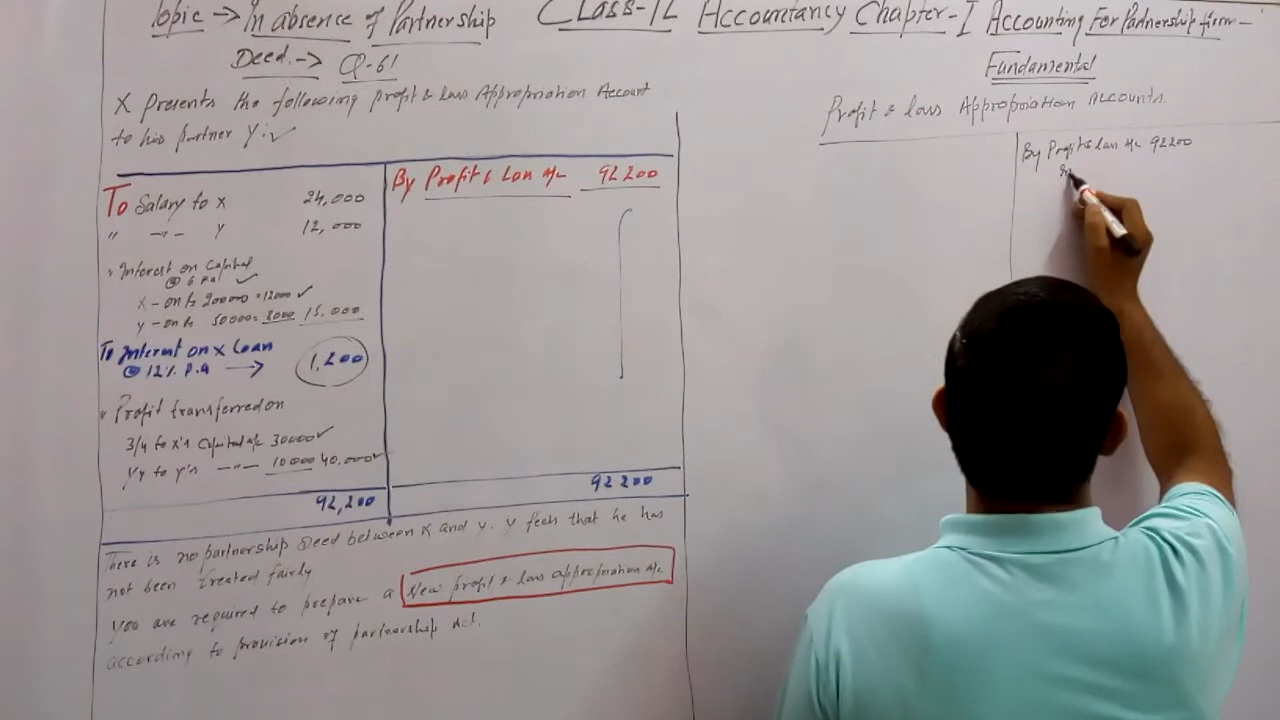 Topic → In absence of Partnership
Deed. → Q-61
Class-12 Accountancy Chapter-I Accounting For Partnership firm-
Fundamental
X Presents the following profit & loss Appropriation Account
to his partner Y:
To Salary to X 24,000
" —"— Y 12,000
" Interest on Capital
@ 6 P.a
X - on ₨ 200000 = 12000
Y - on ₨ 50000 = 3000 15,000
To Interest on X Loan
@ 12% P.A → 1,200
" Profit transferred on
3/4 to X's Capital a/c 30000
1/4 to Y's —"— 10000 40,000
92,200
By Profit & Loss A/c 92200
92200
There is no partnership Deed between X and Y. Y feels that he has
not been treated fairly
You are required to prepare a New profit & loss appropriation A/c
according to provision of partnership Act.
Profit & loss Appropriation Accounts
By Profit & Loss A/c 92200